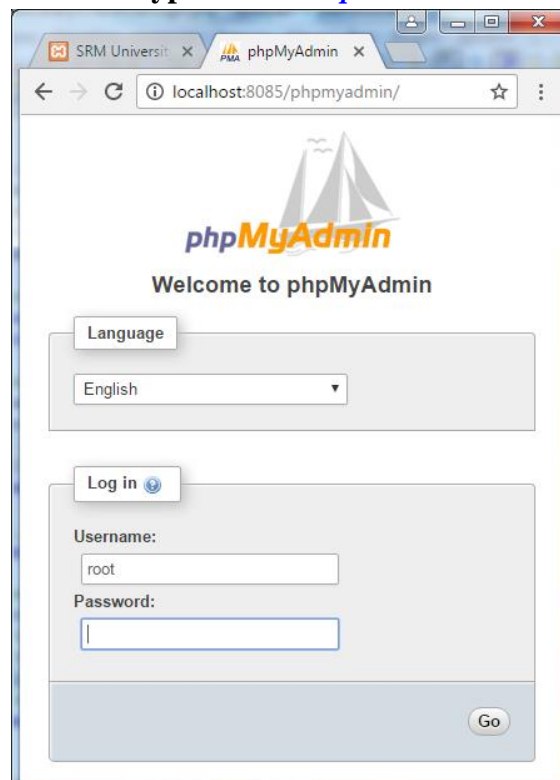 SRM Universit
phpMyAdmin
localhost:8085/phpmyadmin/
phpMyAdmin
Welcome to phpMyAdmin
Language
English
Log in
Username:
root
Password:
Go